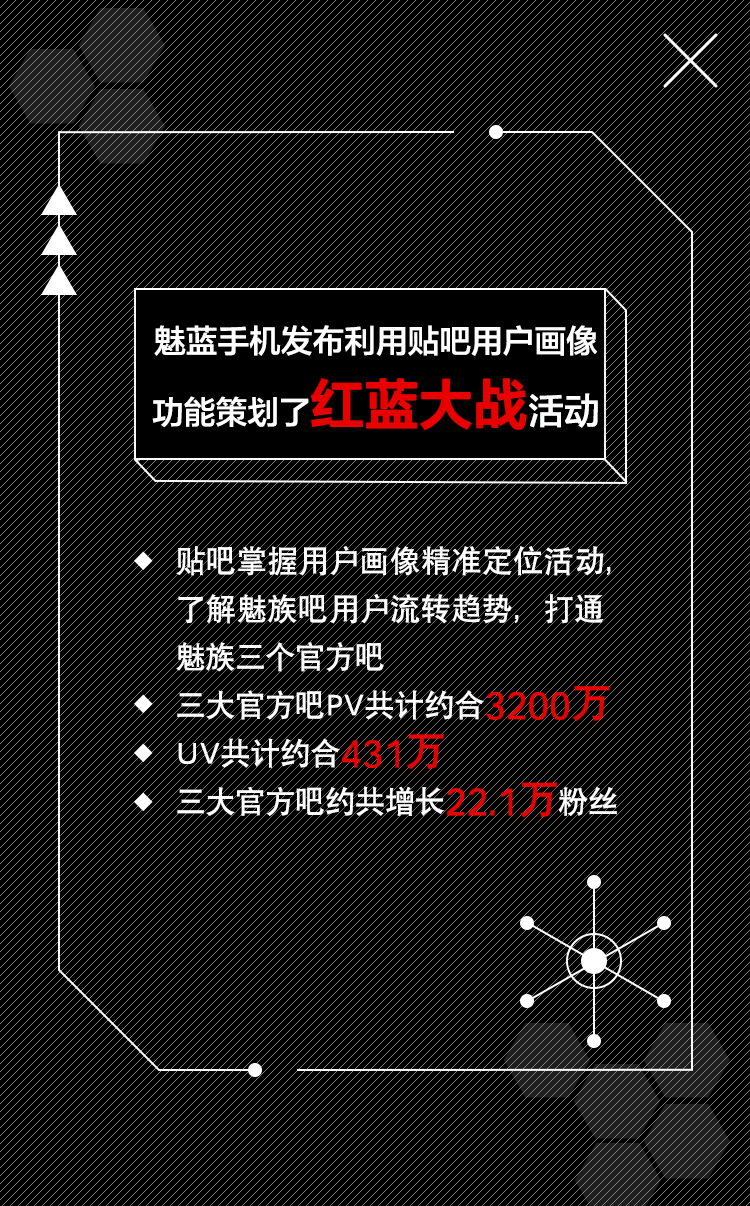 魅蓝手机发布利用贴吧用户画像
功能策划了红蓝大战活动
贴吧掌握用户画像精准定位活动,
了解魅族吧用户流转趋势, 打通
魅族三个官方吧
三大官方吧PV共计约合3200万
UV共计约合431万
三大官方吧约共增长22.1万粉丝